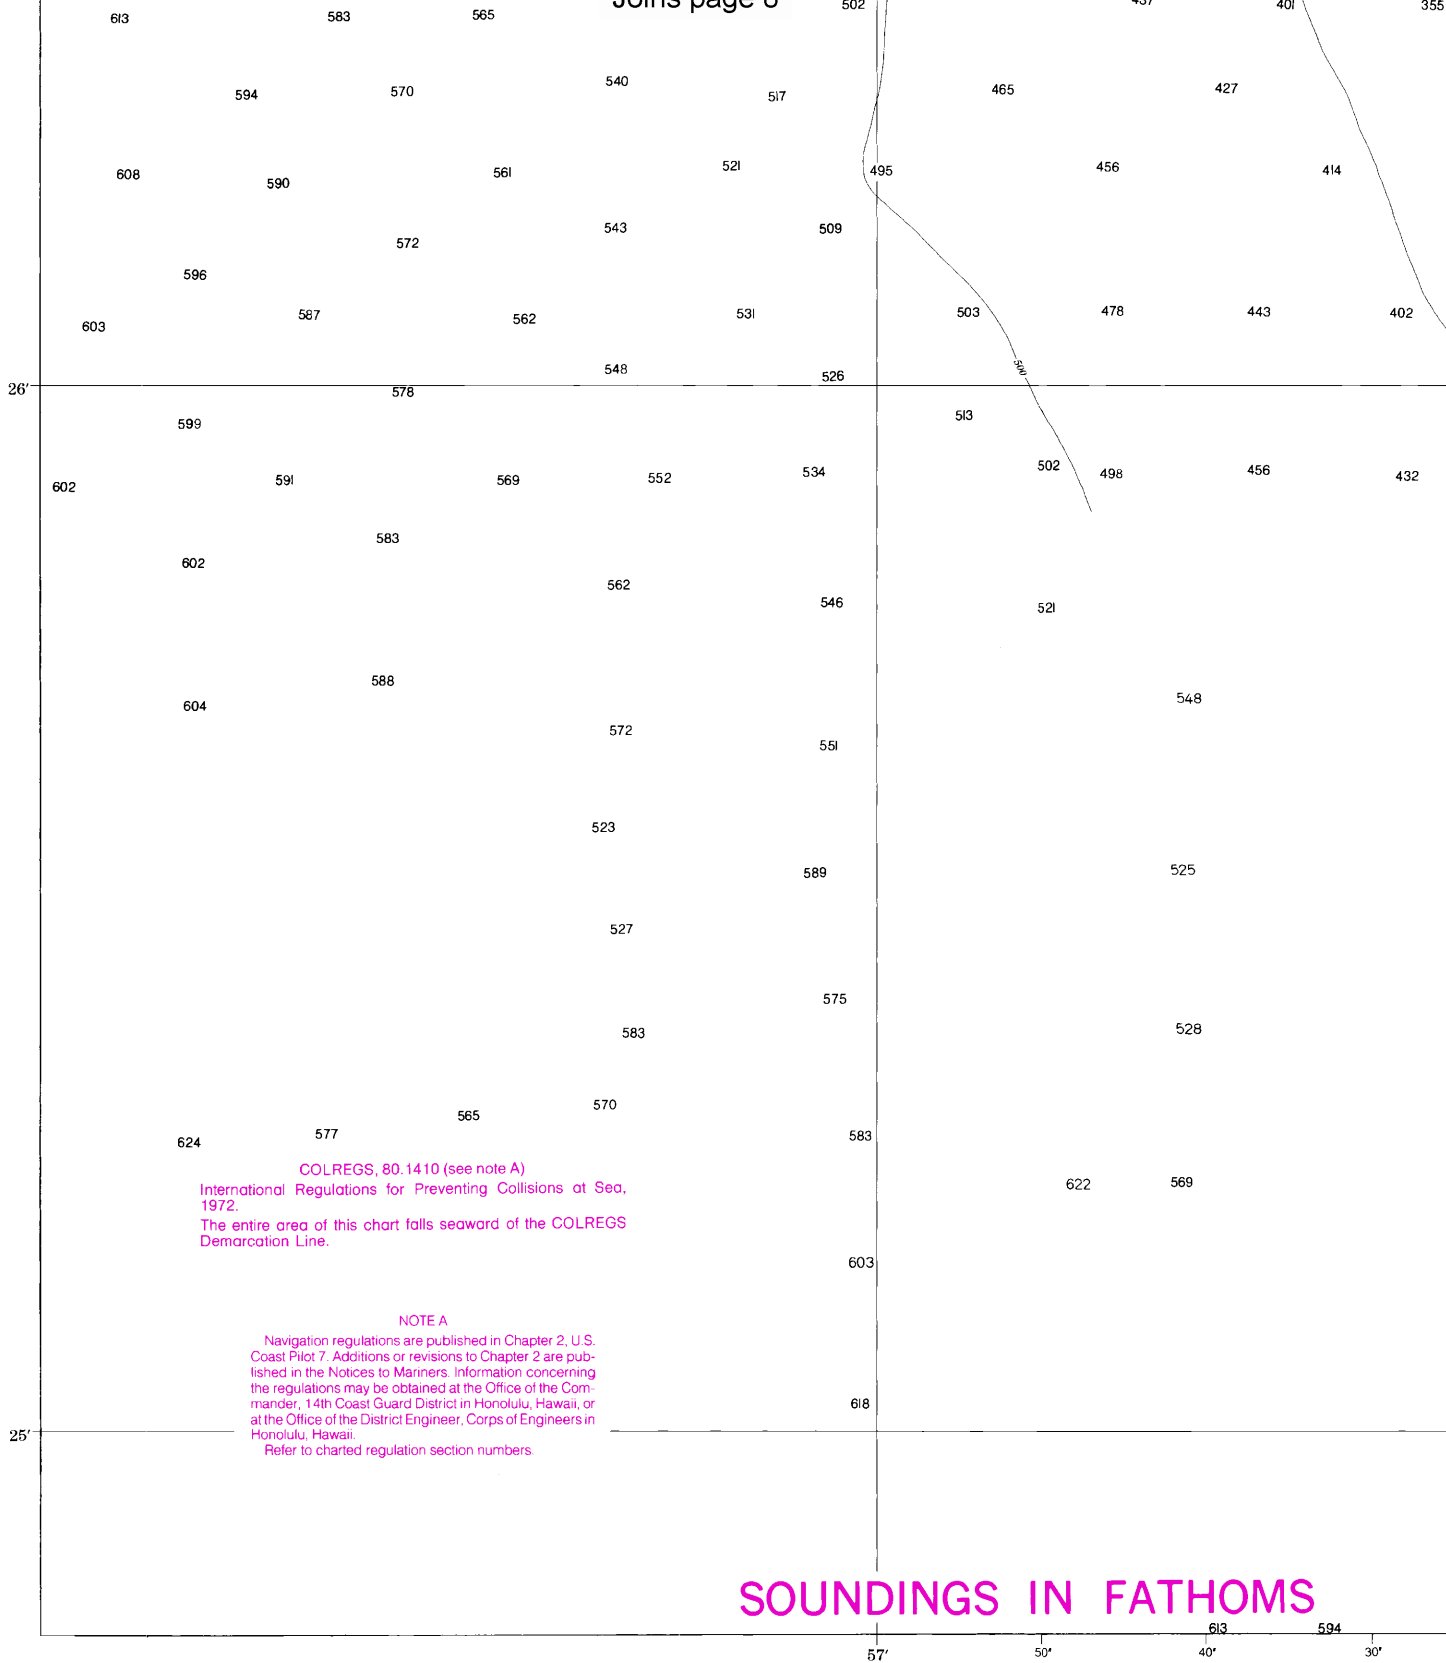 Joins page 6
613 583 565 502 437 401 355
594 570 540 517 465 427
608 590 561 521 495 456 414
572 543 509
596
603 587 562 531 503 478 443 402
548 526 500
26′ 578
599 513
602 591 569 552 534 502 498 456 432
583
602 562 546 521
588
604 548
572 551
523
589 525
527
575
583 528
565 570
624 577 583
COLREGS, 80.1410 (see note A)
International Regulations for Preventing Collisions at Sea,
1972.
The entire area of this chart falls seaward of the COLREGS
Demarcation Line.
622 569
603
NOTE A
Navigation regulations are published in Chapter 2, U.S.
Coast Pilot 7. Additions or revisions to Chapter 2 are pub-
lished in the Notices to Mariners. Information concerning
the regulations may be obtained at the Office of the Com-
mander, 14th Coast Guard District in Honolulu, Hawaii, or
at the Office of the District Engineer, Corps of Engineers in
Honolulu, Hawaii.
Refer to charted regulation section numbers.
618
25′
SOUNDINGS IN FATHOMS
613 594
57′ 50″ 40″ 30″